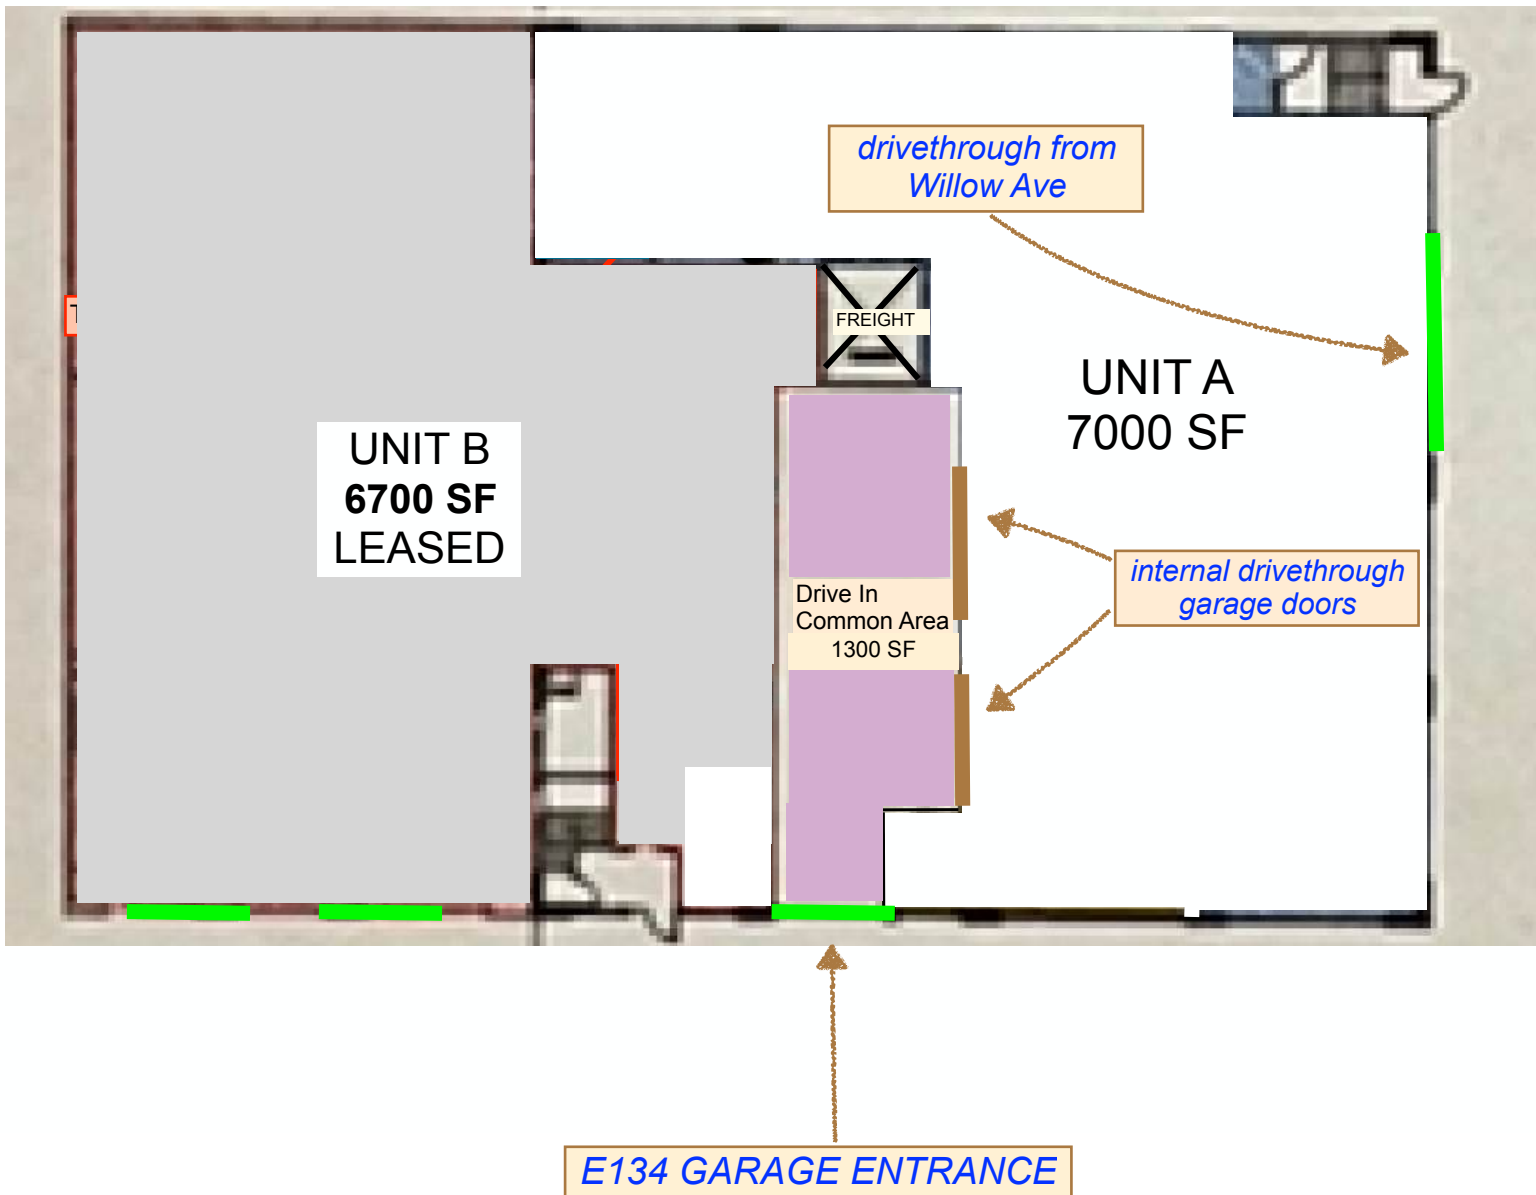 drivethrough from
Willow Ave
FREIGHT
UNIT A
7000 SF
UNIT B
6700 SF
LEASED
internal drivethrough
garage doors
Drive In
Common Area
1300 SF
E134 GARAGE ENTRANCE